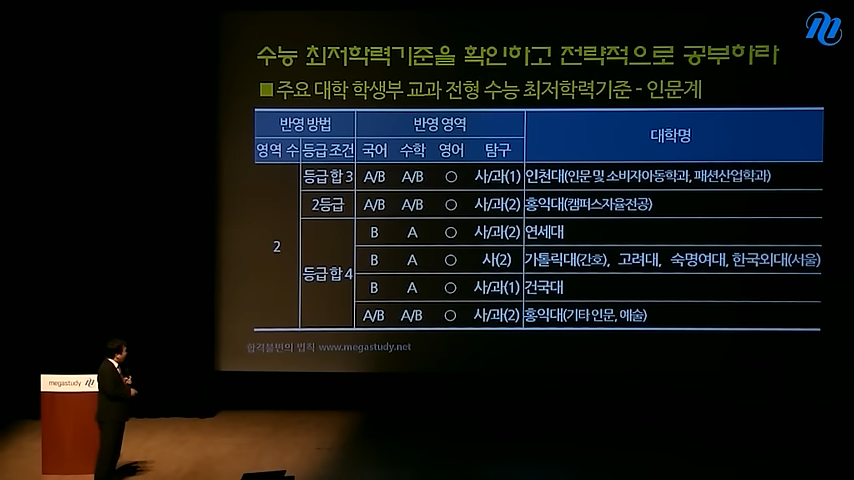 수능 최저학력기준을 확인하고 전략적으로 공부하라
■주요 대학 학생부 교과 전형 수능 최저학력기준 - 인문계
반영 방법 반영 영역 대학명
영역 수 등급 조건 국어 수학 영어 탐구
2 등급 합 3 A/B A/B ○ 사/과(1) 인천대(인문 및 소비자아동학과, 패션산업학과)
2등급 A/B A/B ○ 사/과(2) 홍익대(캠퍼스자율전공)
등급 합 4 B A ○ 사/과(2) 연세대
B A ○ 사(2) 가톨릭대(간호), 고려대, 숙명여대, 한국외대(서울)
B A ○ 사/과(1) 건국대
A/B A/B ○ 사/과(2) 홍익대(기타 인문, 예술)
합격불변의 법칙 www.megastudy.net
megastudy